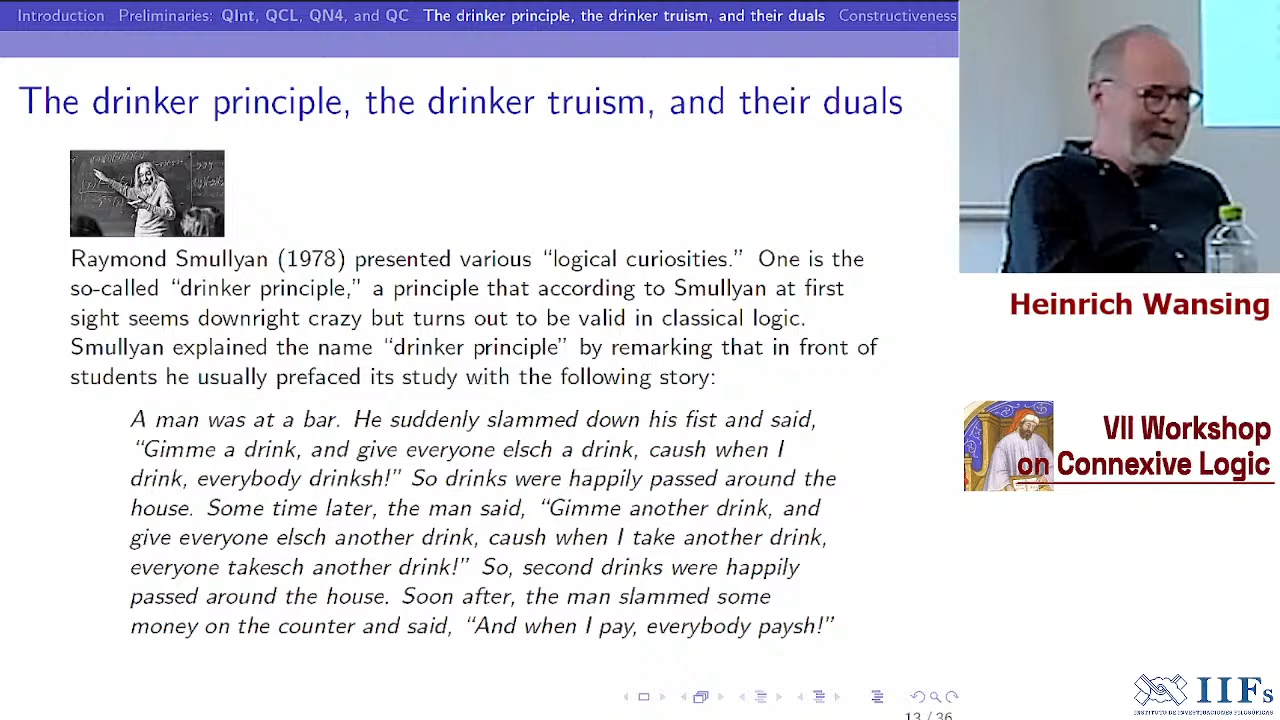 Introduction Preliminaries: QInt, QCL, QN4, and QC The drinker principle, the drinker truism, and their duals Constructiveness
The drinker principle, the drinker truism, and their duals
Raymond Smullyan (1978) presented various “logical curiosities.” One is the
so-called “drinker principle,” a principle that according to Smullyan at first
sight seems downright crazy but turns out to be valid in classical logic.
Smullyan explained the name “drinker principle” by remarking that in front of
students he usually prefaced its study with the following story:
A man was at a bar. He suddenly slammed down his fist and said,
“Gimme a drink, and give everyone elsch a drink, caush when I
drink, everybody drinksh!” So drinks were happily passed around the
house. Some time later, the man said, “Gimme another drink, and
give everyone elsch another drink, caush when I take another drink,
everyone takesch another drink!” So, second drinks were happily
passed around the house. Soon after, the man slammed some
money on the counter and said, “And when I pay, everybody paysh!”
13 / 36
Heinrich Wansing
VII Workshop
on Connexive Logic
IIFs
INSTITUTO DE INVESTIGACIONES FILOSÓFICAS